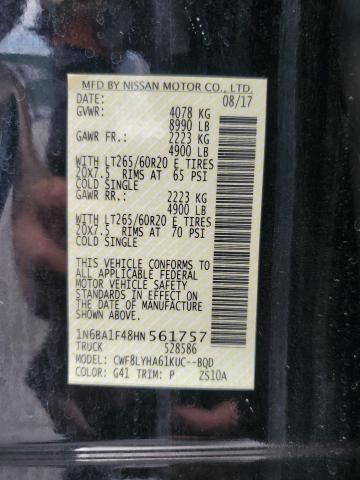 MFD BY NISSAN MOTOR CO., LTD.
DATE: 08/17
GVWR: 4078 KG
8990 LB
GAWR FR.: 2223 KG
4900 LB
WITH LT265/60R20 E TIRES
20X7.5 RIMS AT 65 PSI
COLD SINGLE
GAWR RR.: 2223 KG
4900 LB
WITH LT265/60R20 E TIRES
20X7.5 RIMS AT 70 PSI
COLD SINGLE
THIS VEHICLE CONFORMS TO
ALL APPLICABLE FEDERAL
MOTOR VEHICLE SAFETY
STANDARDS IN EFFECT ON
THE DATE OF MANUFACTURE
SHOWN ABOVE.
1N6BA1F48HN561757
TRUCK 528586
MODEL: CWF8LYHA61KUC--BQD
COLOR: G41 TRIM: P ZS10A